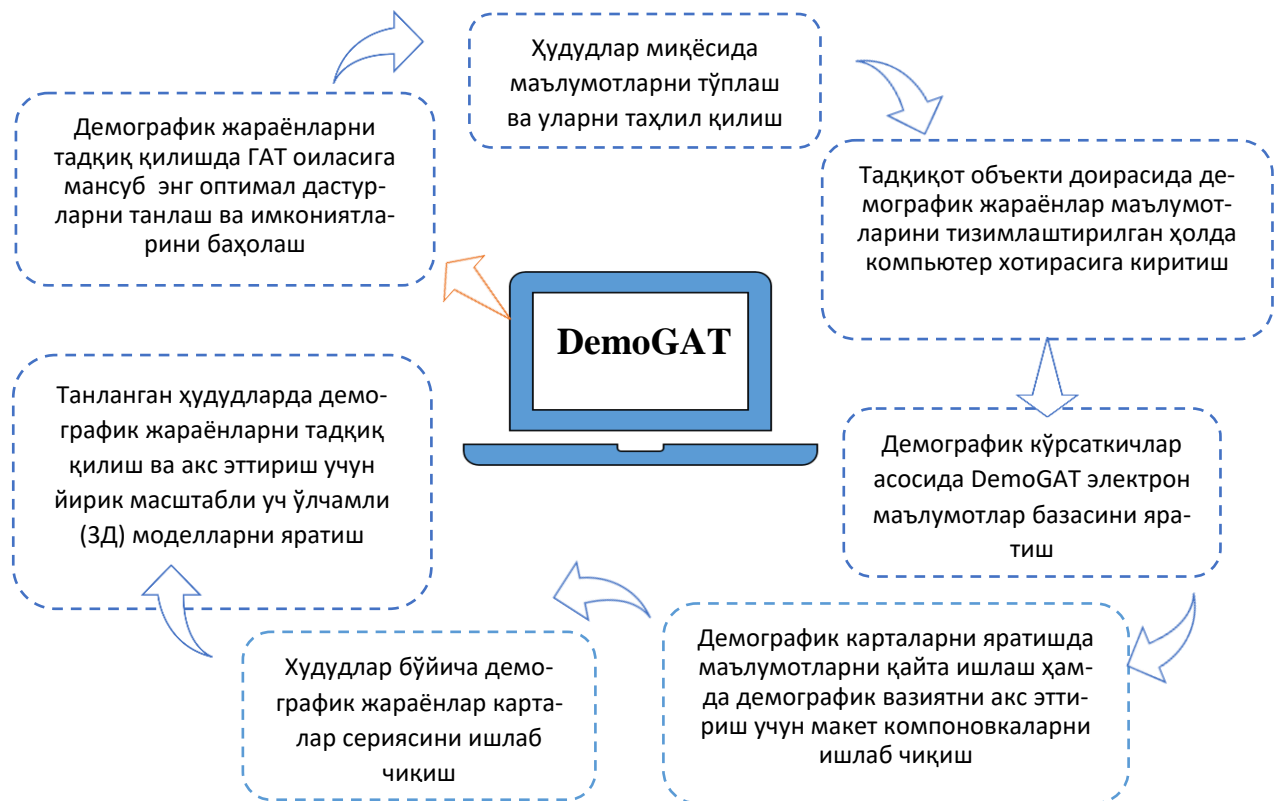 Демографик жараёнларни
тадқиқ қилишда ГАТ оиласига
мансуб энг оптимал дастур-
ларни танлаш ва имкониятла-
рини баҳолаш
Ҳудудлар миқёсида
маълумотларни тўплаш
ва уларни таҳлил қилиш
Тадқиқот объекти доирасида де-
мографик жараёнлар маълумот-
ларини тизимлаштирилган ҳолда
компьютер хотирасига киритиш
Демографик кўрсаткичлар
асосида DemoGAT электрон
маълумотлар базасини яра-
тиш
Демографик карталарни яратишда
маълумотларни қайта ишлаш ҳам-
да демографик вазиятни акс этти-
риш учун макет компоновкаларни
ишлаб чиқиш
Худудлар бўйича демо-
график жараёнлар карта-
лар сериясини ишлаб
чиқиш
Танланган ҳудудларда демо-
график жараёнларни тадқиқ
қилиш ва акс эттириш учун
йирик масштабли уч ўлчамли
(3Д) моделларни яратиш
DemoGAT